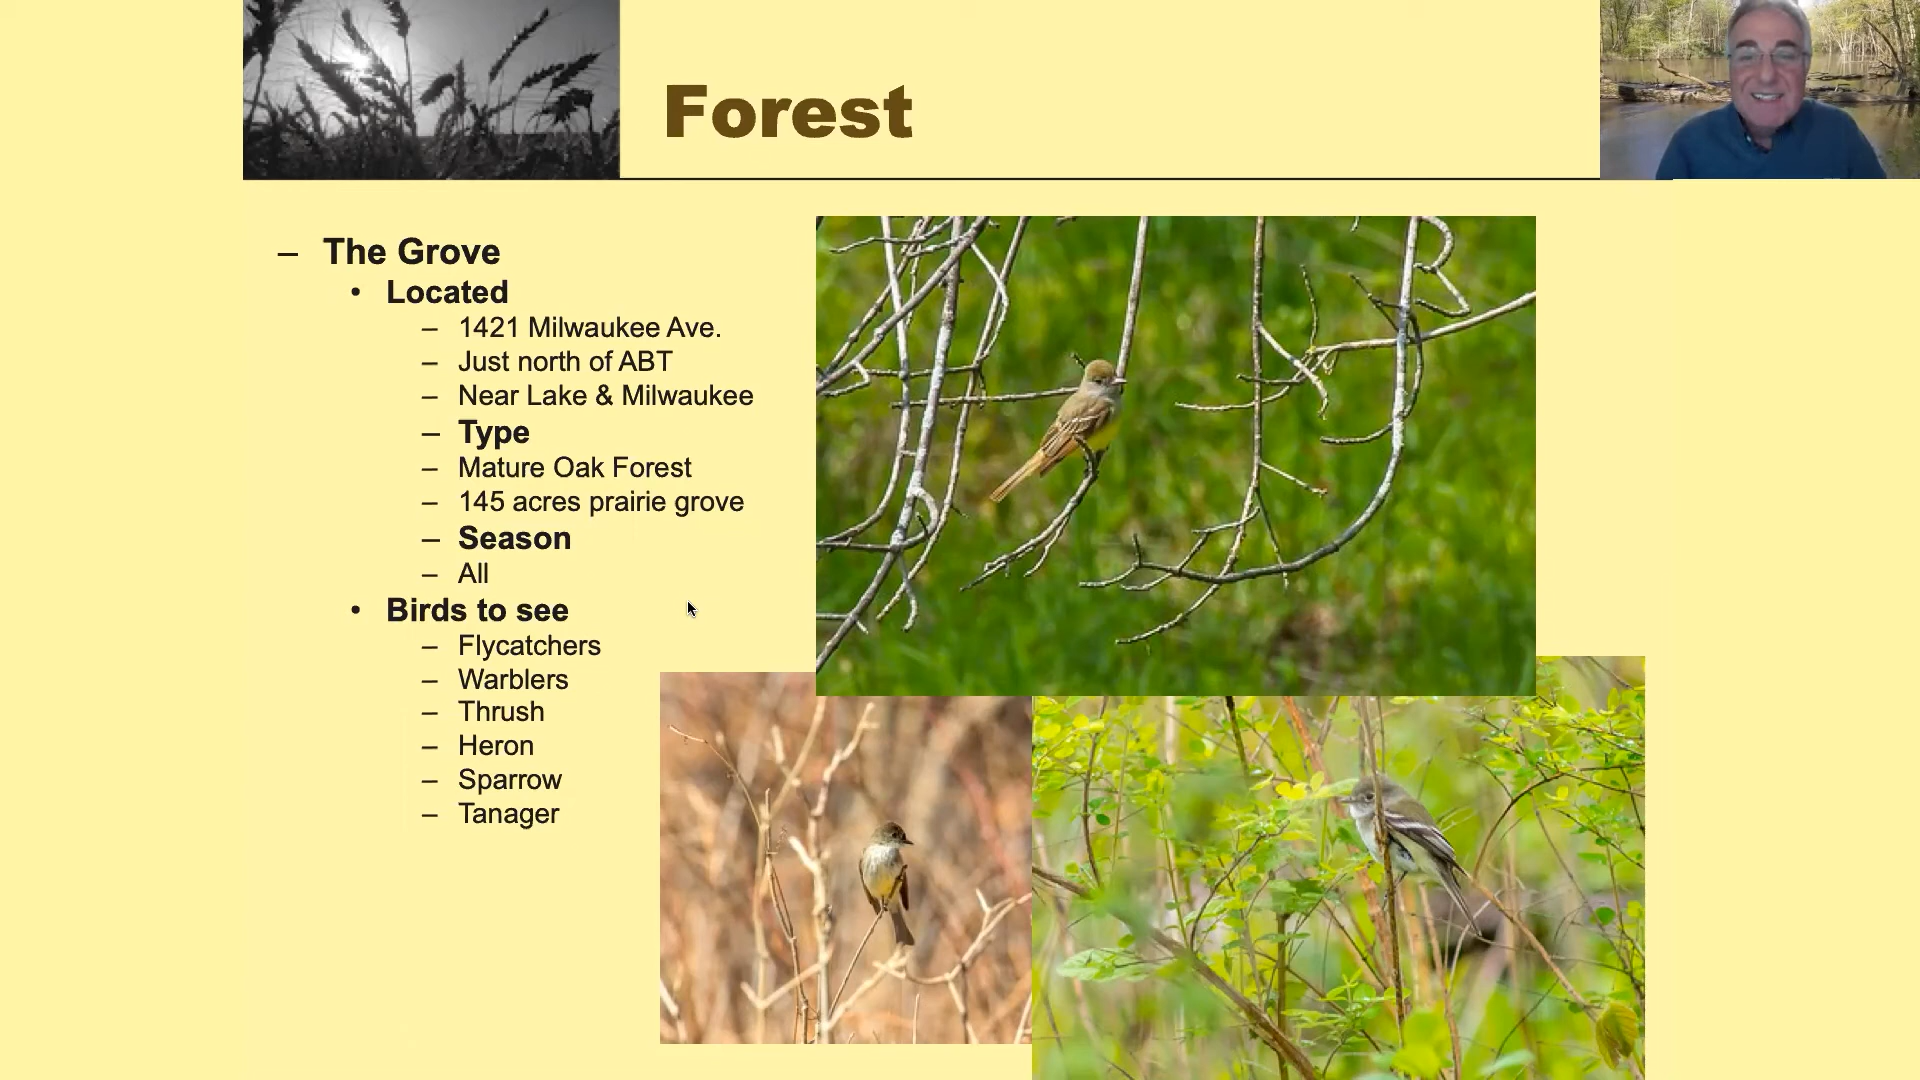 Forest
– The Grove
• Located
– 1421 Milwaukee Ave.
– Just north of ABT
– Near Lake & Milwaukee
– Type
– Mature Oak Forest
– 145 acres prairie grove
– Season
– All
• Birds to see
– Flycatchers
– Warblers
– Thrush
– Heron
– Sparrow
– Tanager